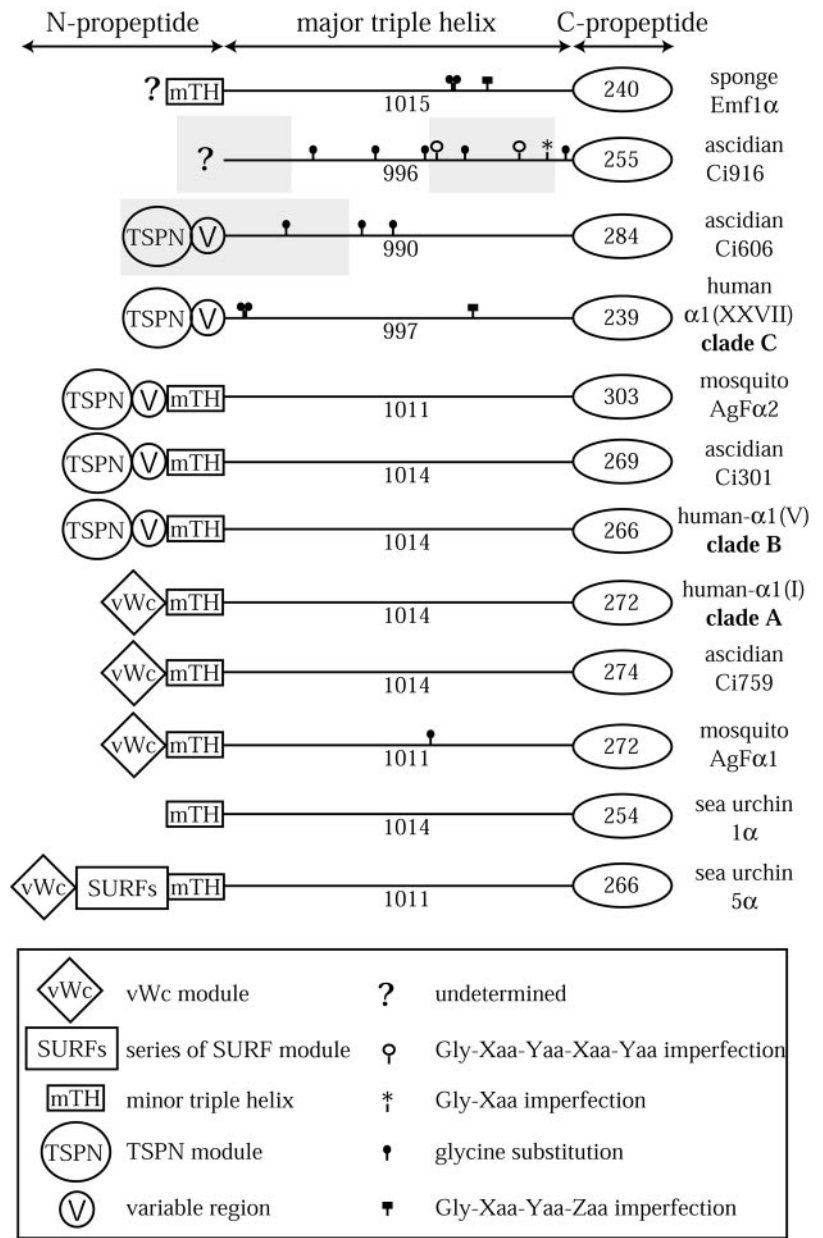 N-propeptide major triple helix C-propeptide
? mTH 1015 240 sponge
Emf1α
? 996 * 255 ascidian
Ci916
TSPN V 990 284 ascidian
Ci606
TSPN V 997 239 human
α1(XXVII)
clade C
TSPN V mTH 1011 303 mosquito
AgFα2
TSPN V mTH 1014 269 ascidian
Ci301
TSPN V mTH 1014 266 human-α1(V)
clade B
vWc mTH 1014 272 human-α1(I)
clade A
vWc mTH 1014 274 ascidian
Ci759
vWc mTH 1011 272 mosquito
AgFα1
mTH 1014 254 sea urchin
1α
vWc SURFs mTH 1011 266 sea urchin
5α
vWc vWc module ? undetermined
SURFs series of SURF module Gly-Xaa-Yaa-Xaa-Yaa imperfection
mTH minor triple helix * Gly-Xaa imperfection
TSPN TSPN module glycine substitution
V variable region Gly-Xaa-Yaa-Zaa imperfection